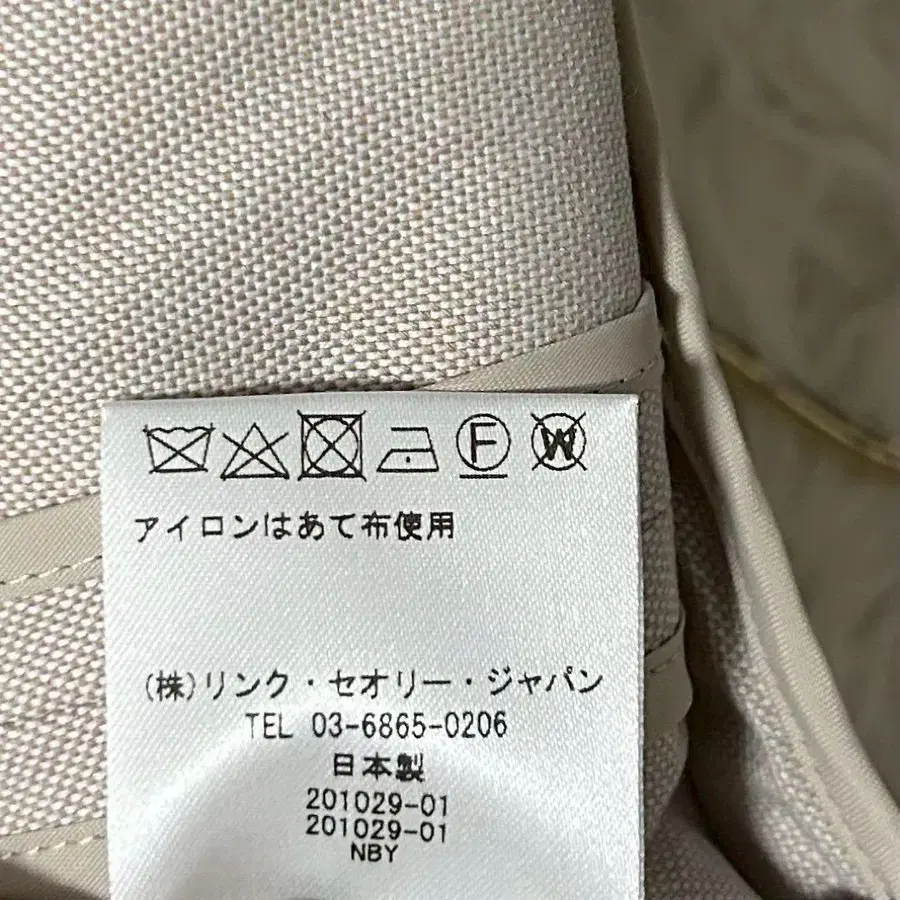 F W
アイロンはあて布使用
(株)リンク・セオリー・ジャパン
TEL 03-6865-0206
日本製
201029-01
201029-01
NBY